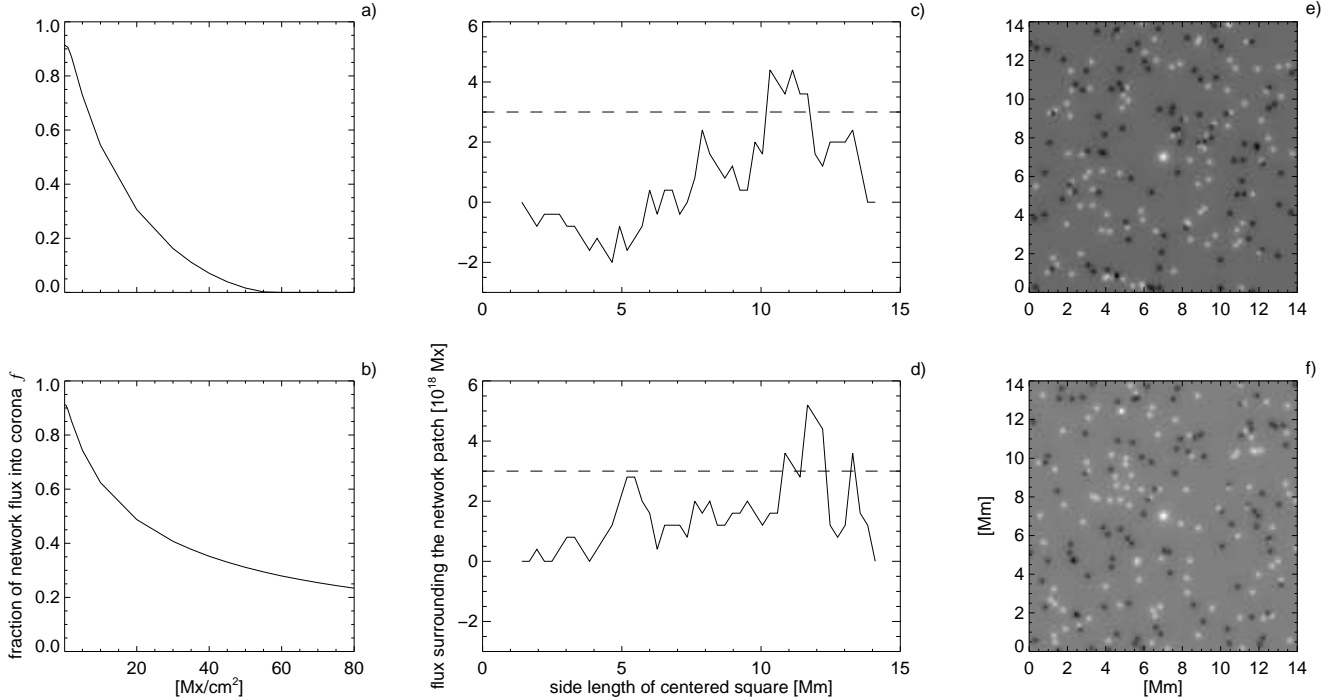 a)
1.0
0.8
0.6
0.4
0.2
0.0
c)
4
2
0
−2
0 5 10 15
e)
14
12
10
8
6
4
2
0
0 2 4 6 8 10 12 14
b)
fraction of network flux into corona f
1.0
0.8
0.6
0.4
0.2
0.0
20 40 60 80
[Mx/cm2]
d)
flux surrounding the network patch [10^18 Mx]
4
2
0
−2
0 5 10 15
side length of centered square [Mm]
f)
[Mm]
14
12
10
8
6
4
2
0
0 2 4 6 8 10 12 14
[Mm]